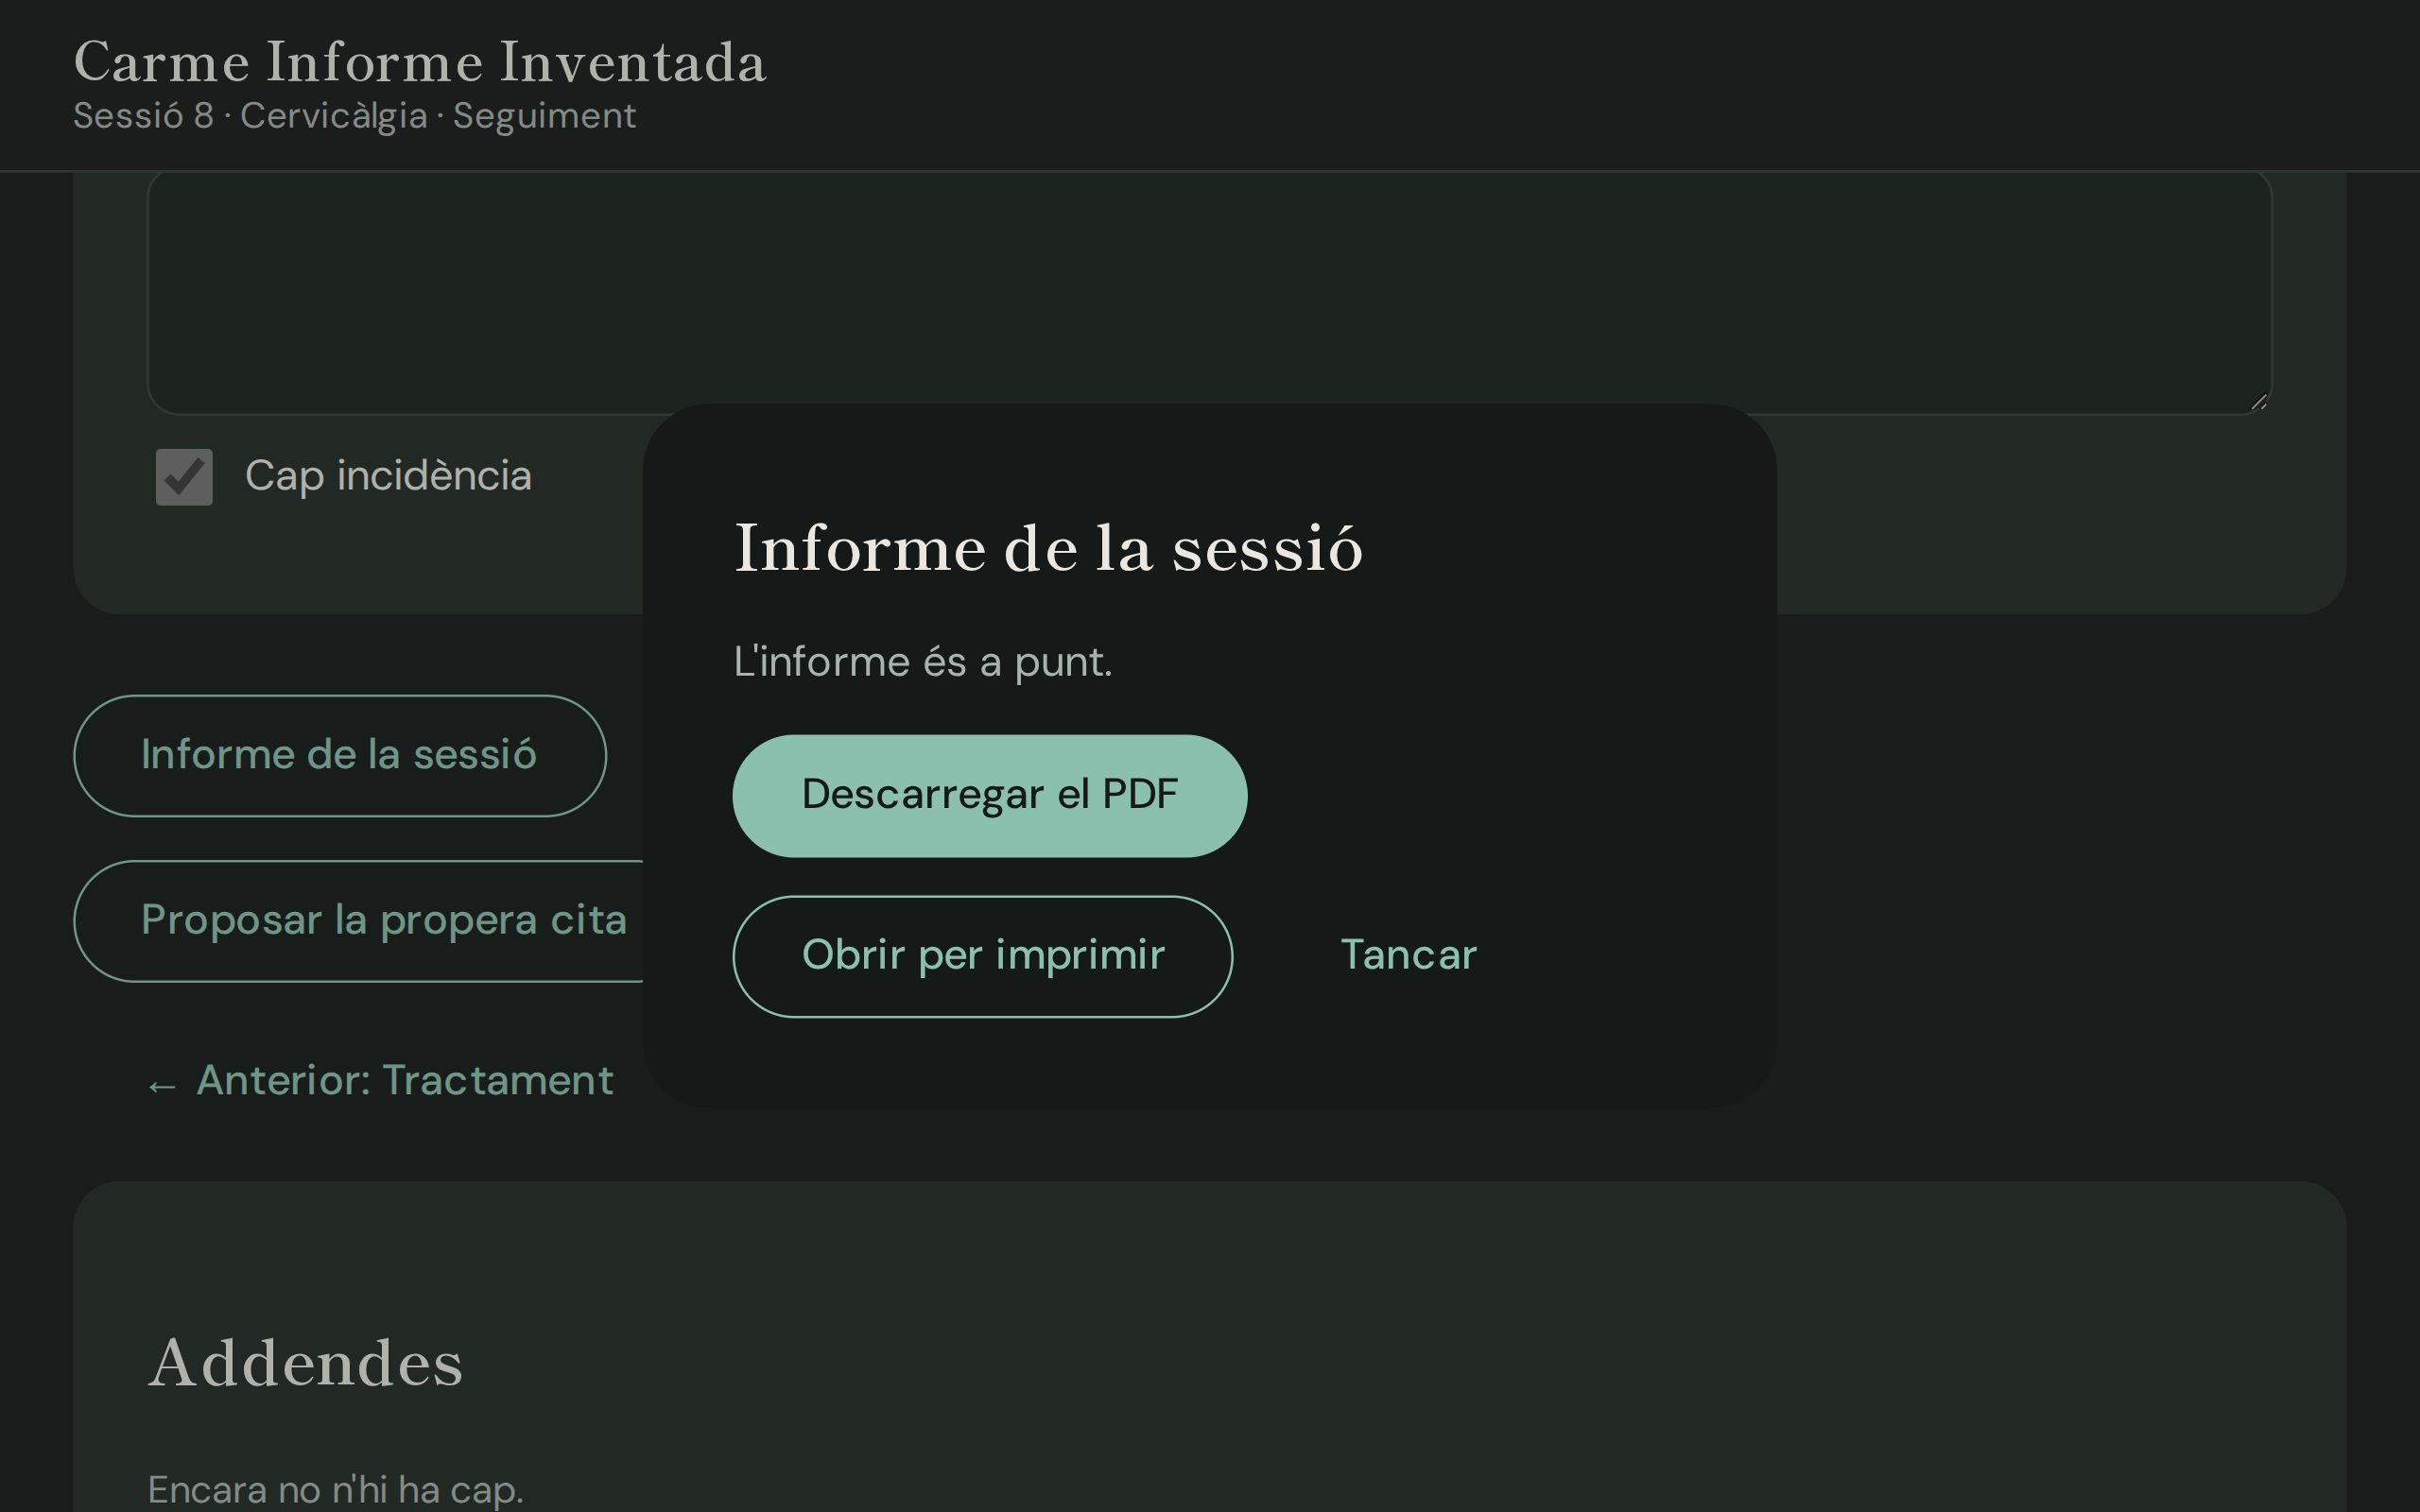 Carme Informe Inventada
Sessió 8 · Cervicàlgia · Seguiment
Cap incidència
Informe de la sessió
L'informe és a punt.
Descarregar el PDF
Obrir per imprimir
Tancar
Informe de la sessió
Proposar la propera cita
← Anterior: Tractament
Addendes
Encara no n'hi ha cap.